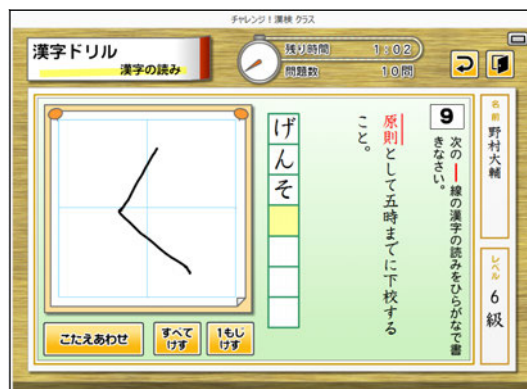 チャレンジ!漢検 クラス
漢字ドリル
漢字の読み
残り時間 1:02
問題数 10問
名前 野村大輔
レベル 6級
9
次の ー 線の漢字の読みをひらがなで書
きなさい。
原則として五時までに下校する
こと。
げんそ
く
こたえあわせ
すべて
けす
1もじ
けす